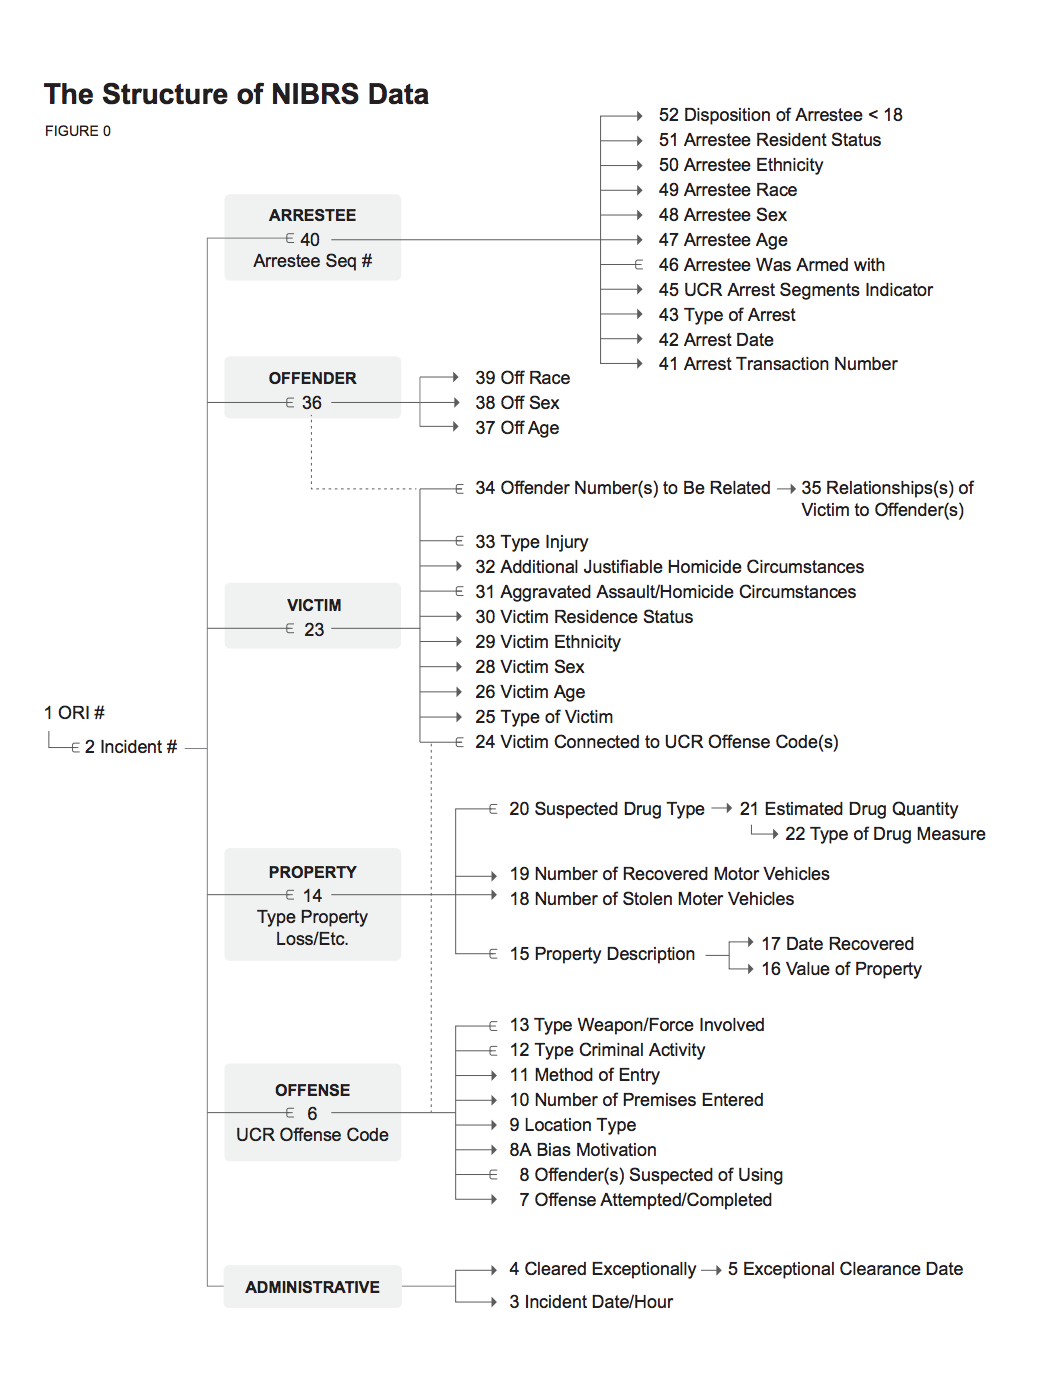 The Structure of NIBRS Data
FIGURE 0
52 Disposition of Arrestee < 18
51 Arrestee Resident Status
50 Arrestee Ethnicity
49 Arrestee Race
48 Arrestee Sex
47 Arrestee Age
46 Arrestee Was Armed with
45 UCR Arrest Segments Indicator
43 Type of Arrest
42 Arrest Date
41 Arrest Transaction Number
ARRESTEE
40
Arrestee Seq #
OFFENDER
36
39 Off Race
38 Off Sex
37 Off Age
34 Offender Number(s) to Be Related
35 Relationships(s) of
Victim to Offender(s)
33 Type Injury
32 Additional Justifiable Homicide Circumstances
31 Aggravated Assault/Homicide Circumstances
30 Victim Residence Status
29 Victim Ethnicity
28 Victim Sex
26 Victim Age
25 Type of Victim
24 Victim Connected to UCR Offense Code(s)
VICTIM
23
1 ORI #
2 Incident #
20 Suspected Drug Type
21 Estimated Drug Quantity
22 Type of Drug Measure
19 Number of Recovered Motor Vehicles
18 Number of Stolen Moter Vehicles
15 Property Description
17 Date Recovered
16 Value of Property
PROPERTY
14
Type Property
Loss/Etc.
13 Type Weapon/Force Involved
12 Type Criminal Activity
11 Method of Entry
10 Number of Premises Entered
9 Location Type
8A Bias Motivation
8 Offender(s) Suspected of Using
7 Offense Attempted/Completed
OFFENSE
6
UCR Offense Code
ADMINISTRATIVE
4 Cleared Exceptionally
5 Exceptional Clearance Date
3 Incident Date/Hour